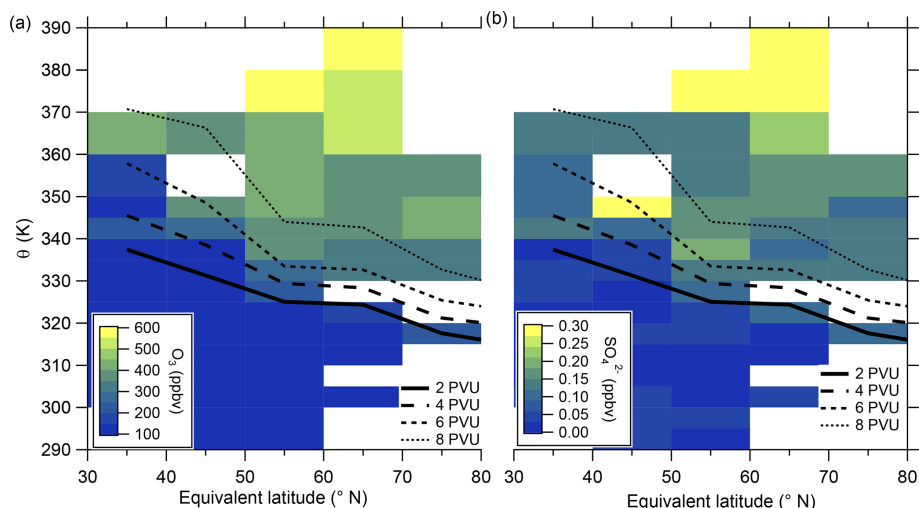 (a)
390
380
370
360
350
340
330
320
310
300
290
θ (K)
600
500
400
300
200
100
O₃ (ppbv)
2 PVU
4 PVU
6 PVU
8 PVU
30 40 50 60 70 80
Equivalent latitude (° N)
(b)
0.30
0.25
0.20
0.15
0.10
0.05
0.00
SO₄²⁻ (ppbv)
2 PVU
4 PVU
6 PVU
8 PVU
30 40 50 60 70 80
Equivalent latitude (° N)